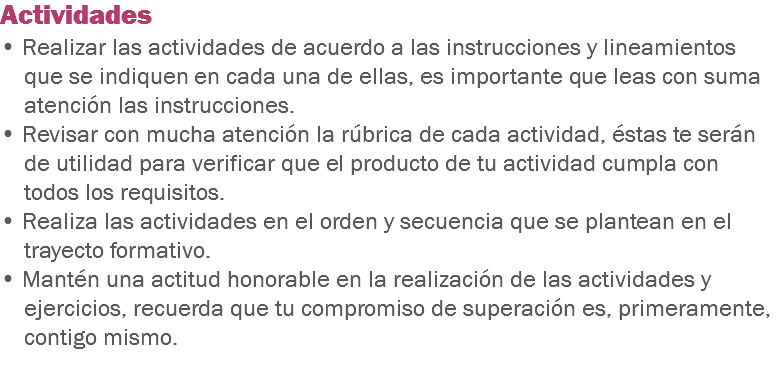 Actividades
• Realizar las actividades de acuerdo a las instrucciones y lineamientos
que se indiquen en cada una de ellas, es importante que leas con suma
atención las instrucciones.
• Revisar con mucha atención la rúbrica de cada actividad, éstas te serán
de utilidad para verificar que el producto de tu actividad cumpla con
todos los requisitos.
• Realiza las actividades en el orden y secuencia que se plantean en el
trayecto formativo.
• Mantén una actitud honorable en la realización de las actividades y
ejercicios, recuerda que tu compromiso de superación es, primeramente,
contigo mismo.